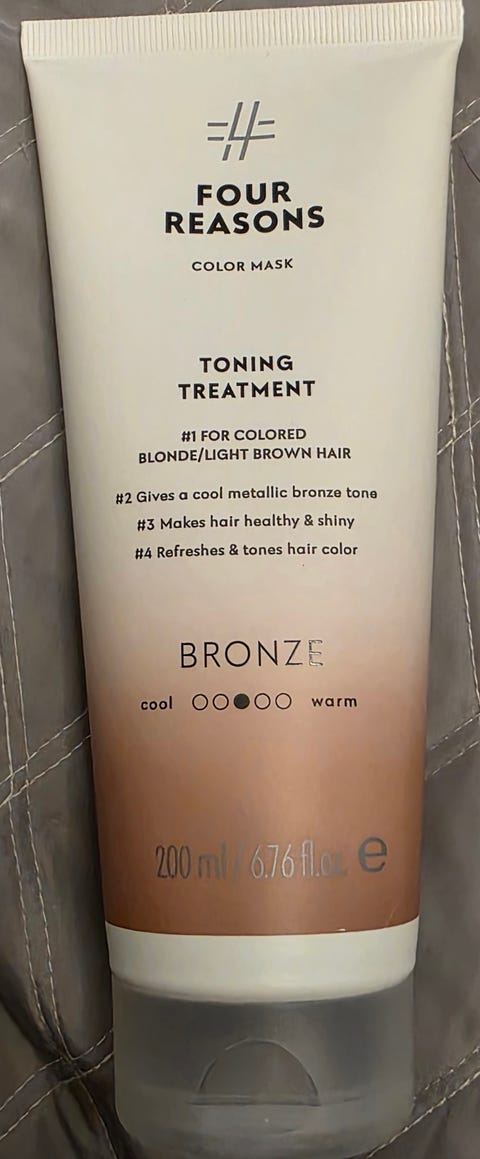 FOUR
REASONS
COLOR MASK
TONING
TREATMENT
#1 FOR COLORED
BLONDE/LIGHT BROWN HAIR
#2 Gives a cool metallic bronze tone
#3 Makes hair healthy & shiny
#4 Refreshes & tones hair color
BRONZE
cool warm
200 ml / 6.76 fl.oz. e